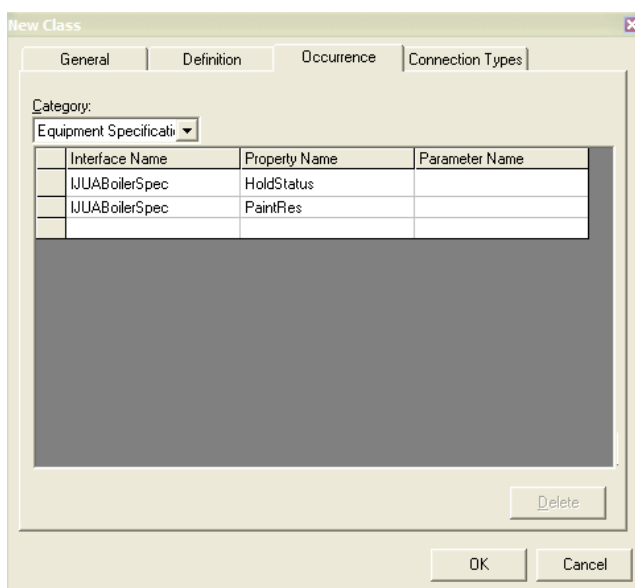 New Class
General Definition Occurrence Connection Types
Category:
Equipment Specificati
Interface Name Property Name Parameter Name
IJUABoilerSpec HoldStatus
IJUABoilerSpec PaintRes
Delete
OK Cancel